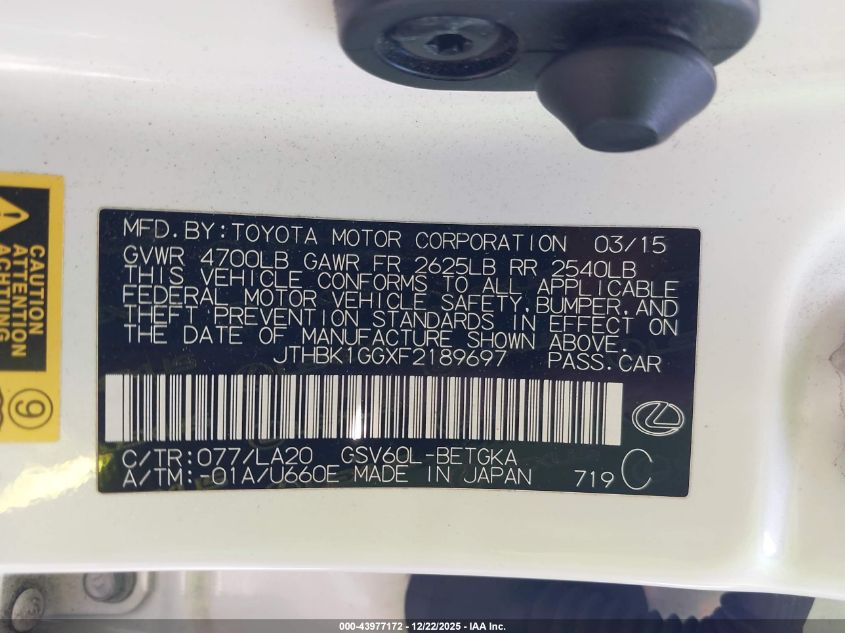 MFD. BY: TOYOTA MOTOR CORPORATION 03/15
GVWR 4700LB GAWR FR 2625LB RR 2540LB
THIS VEHICLE CONFORMS TO ALL APPLICABLE
FEDERAL MOTOR VEHICLE SAFETY, BUMPER, AND
THEFT PREVENTION STANDARDS IN EFFECT ON
THE DATE OF MANUFACTURE SHOWN ABOVE.
JTHBK1GGXF2189697 PASS. CAR
C/TR: 077/LA20 GSV60L-BETGKA
A/TM:-01A/U660E MADE IN JAPAN 719 C
CAUTION
ATTENTION
ACHTUNG
9
000-43977172 - 12/22/2025 - IAA Inc.